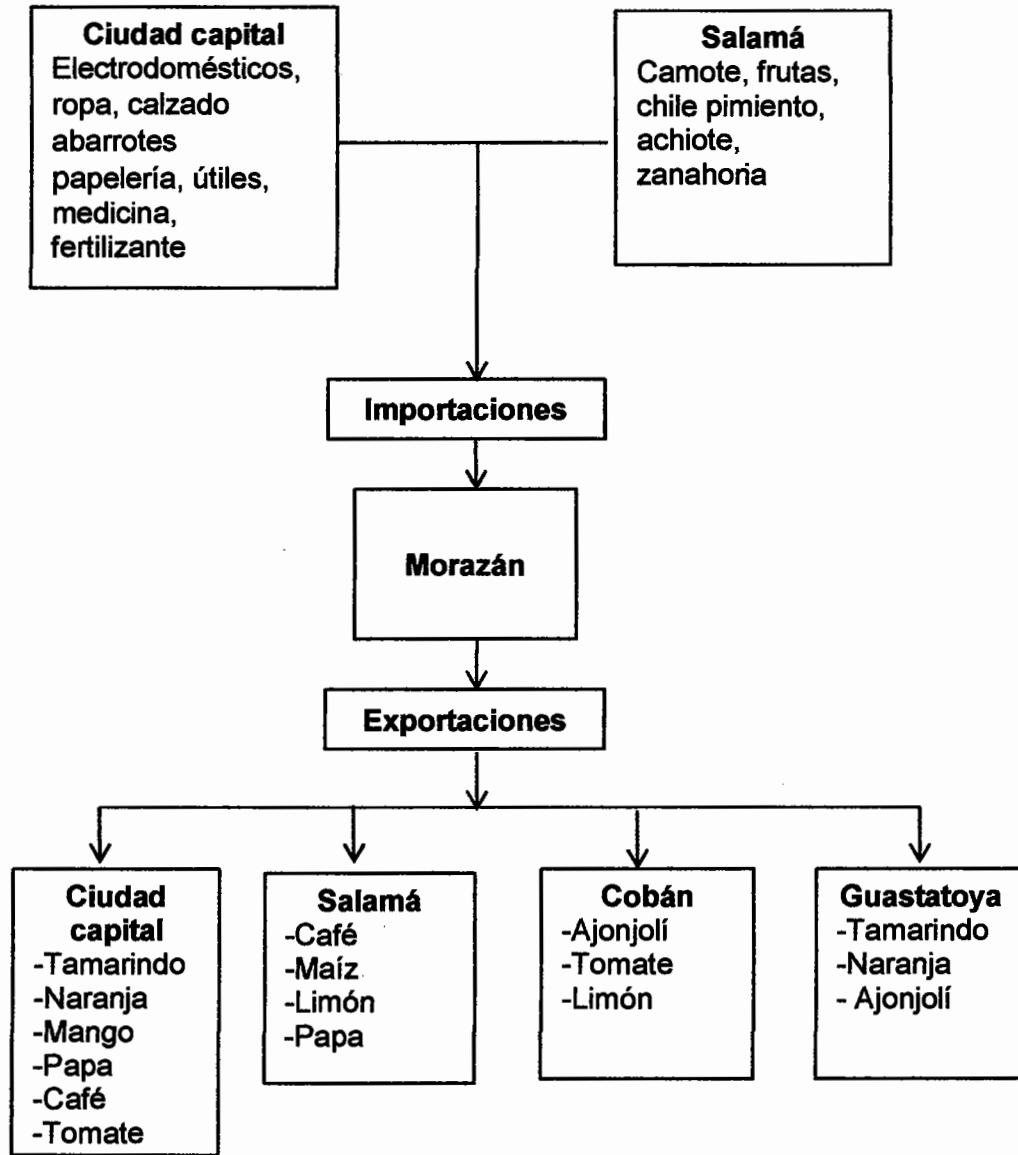 Ciudad capital
Electrodomésticos,
ropa, calzado
abarrotes
papelería, útiles,
medicina,
fertilizante
Salamá
Camote, frutas,
chile pimiento,
achiote,
zanahoria
Importaciones
Morazán
Exportaciones
Ciudad
capital
-Tamarindo
-Naranja
-Mango
-Papa
-Café
-Tomate
Salamá
-Café
-Maíz
-Limón
-Papa
Cobán
-Ajonjolí
-Tomate
-Limón
Guastatoya
-Tamarindo
-Naranja
- Ajonjolí